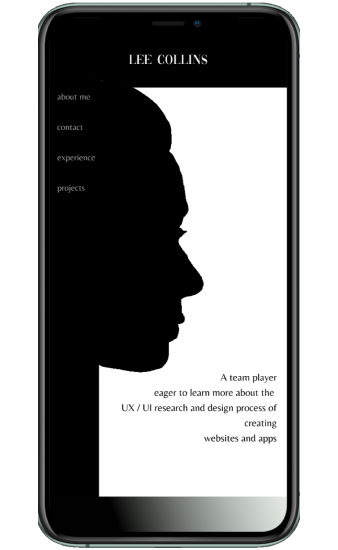 LEE COLLINS
about me
contact
experience
projects
A team player
eager to learn more about the
UX / UI research and design process of
creating
websites and apps